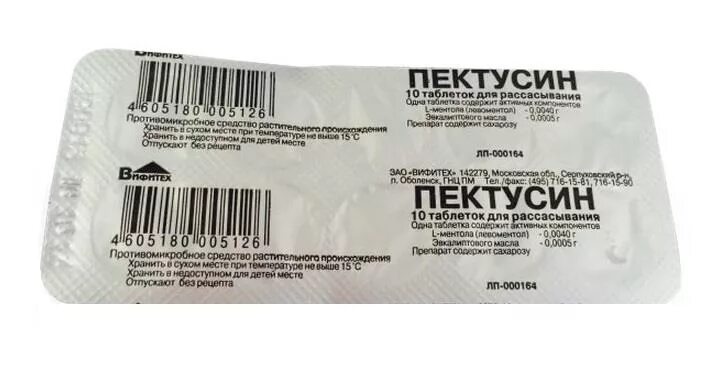 ВИФИТЕХ
4 605180 005126
Противомикробное средство растительного происхождения
Хранить в сухом месте при температуре не выше 15°С
Хранить в недоступном для детей месте
Отпускают без рецепта
ПЕКТУСИН
10 таблеток для рассасывания
Одна таблетка содержит активных компонентов
L-ментола (левоментол) - 0,0040 г
Эвкалиптового масла - 0,0005 г
Препарат содержит сахарозу
ЛП-000164
ЗАО «ВИФИТЕХ» 142279, Московская обл., Серпуховский р-н,
п. Оболенск, ГНЦ ПМ Тел./факс: (495) 716-15-81, 716-15-90
ВИФИТЕХ
4 605180 005126
Противомикробное средство растительного происхождения
Хранить в сухом месте при температуре не выше 15°С
Хранить в недоступном для детей месте
Отпускают без рецепта
ПЕКТУСИН
10 таблеток для рассасывания
Одна таблетка содержит активных компонентов
L-ментола (левоментол) - 0,0040 г
Эвкалиптового масла - 0,0005 г
Препарат содержит сахарозу
ЛП-000164